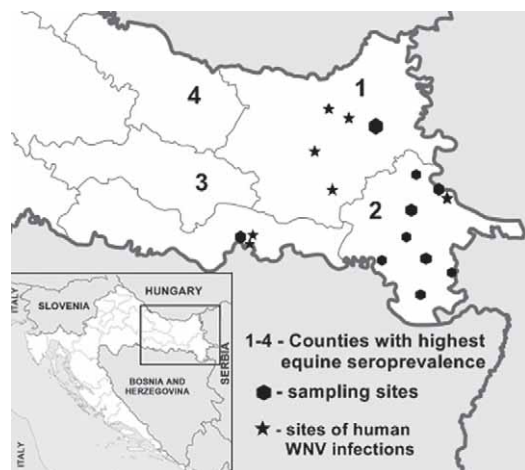 1
4
3
2
HUNGARY
SLOVENIA
ITALY
SERBIA
BOSNIA AND
HERZEGOVINA
ITALY
1-4 - Counties with highest
equine seroprevalence
- sampling sites
- sites of human
WNV infections